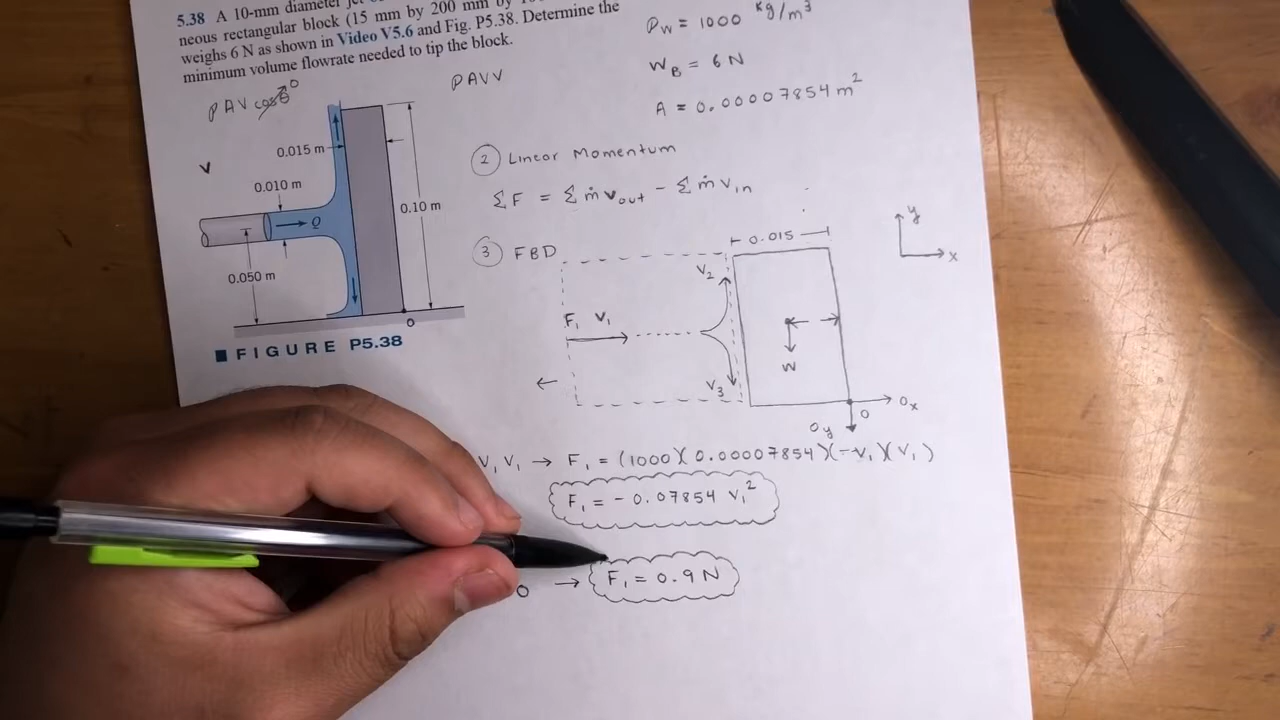 5.38 A 10-mm diameter jet
neous rectangular block (15 mm by 200 mm by
weighs 6 N as shown in Video V5.6 and Fig. P5.38. Determine the
minimum volume flowrate needed to tip the block.
ρAV cosθ 0
ρAVV
ρw = 1000 kg/m³
WB = 6 N
A = 0.00007854 m²
V
0.015 m
0.010 m
Q
0.10 m
0.050 m
O
FIGURE P5.38
② Linear Momentum
ΣF = Σṁvout - Σṁvin
③ FBD
0.015
y
x
V2
F1 V1
W
V3
O
Ox
Oy
V1V1 → F1 = (1000)(0.00007854)(-V1)(V1)
F1 = -0.07854 V1²
O → F1 = 0.9N